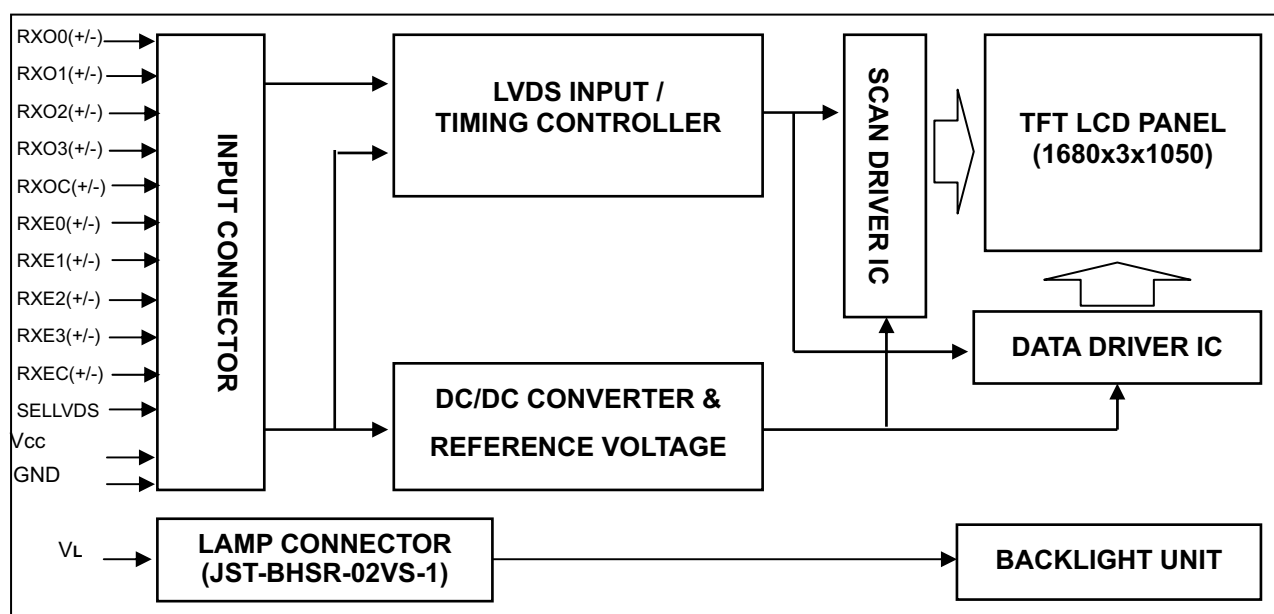 RXO0(+/-)
RXO1(+/-)
RXO2(+/-)
RXO3(+/-)
RXOC(+/-)
RXE0(+/-)
RXE1(+/-)
RXE2(+/-)
RXE3(+/-)
RXEC(+/-)
SELLVDS
Vcc
GND
INPUT CONNECTOR
LVDS INPUT /
TIMING CONTROLLER
SCAN DRIVER IC
TFT LCD PANEL
(1680x3x1050)
DATA DRIVER IC
DC/DC CONVERTER &
REFERENCE VOLTAGE
VL
LAMP CONNECTOR
(JST-BHSR-02VS-1)
BACKLIGHT UNIT